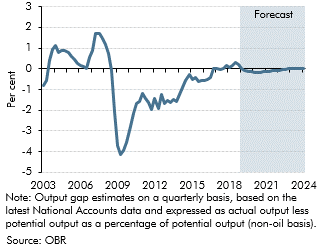 3
Forecast
2
1
0
-1
-2
-3
-4
-5
Per cent
2003 2006 2009 2012 2015 2018 2021 2024
Note: Output gap estimates on a quarterly basis, based on the
latest National Accounts data and expressed as actual output less
potential output as a percentage of potential output (non-oil basis).
Source: OBR